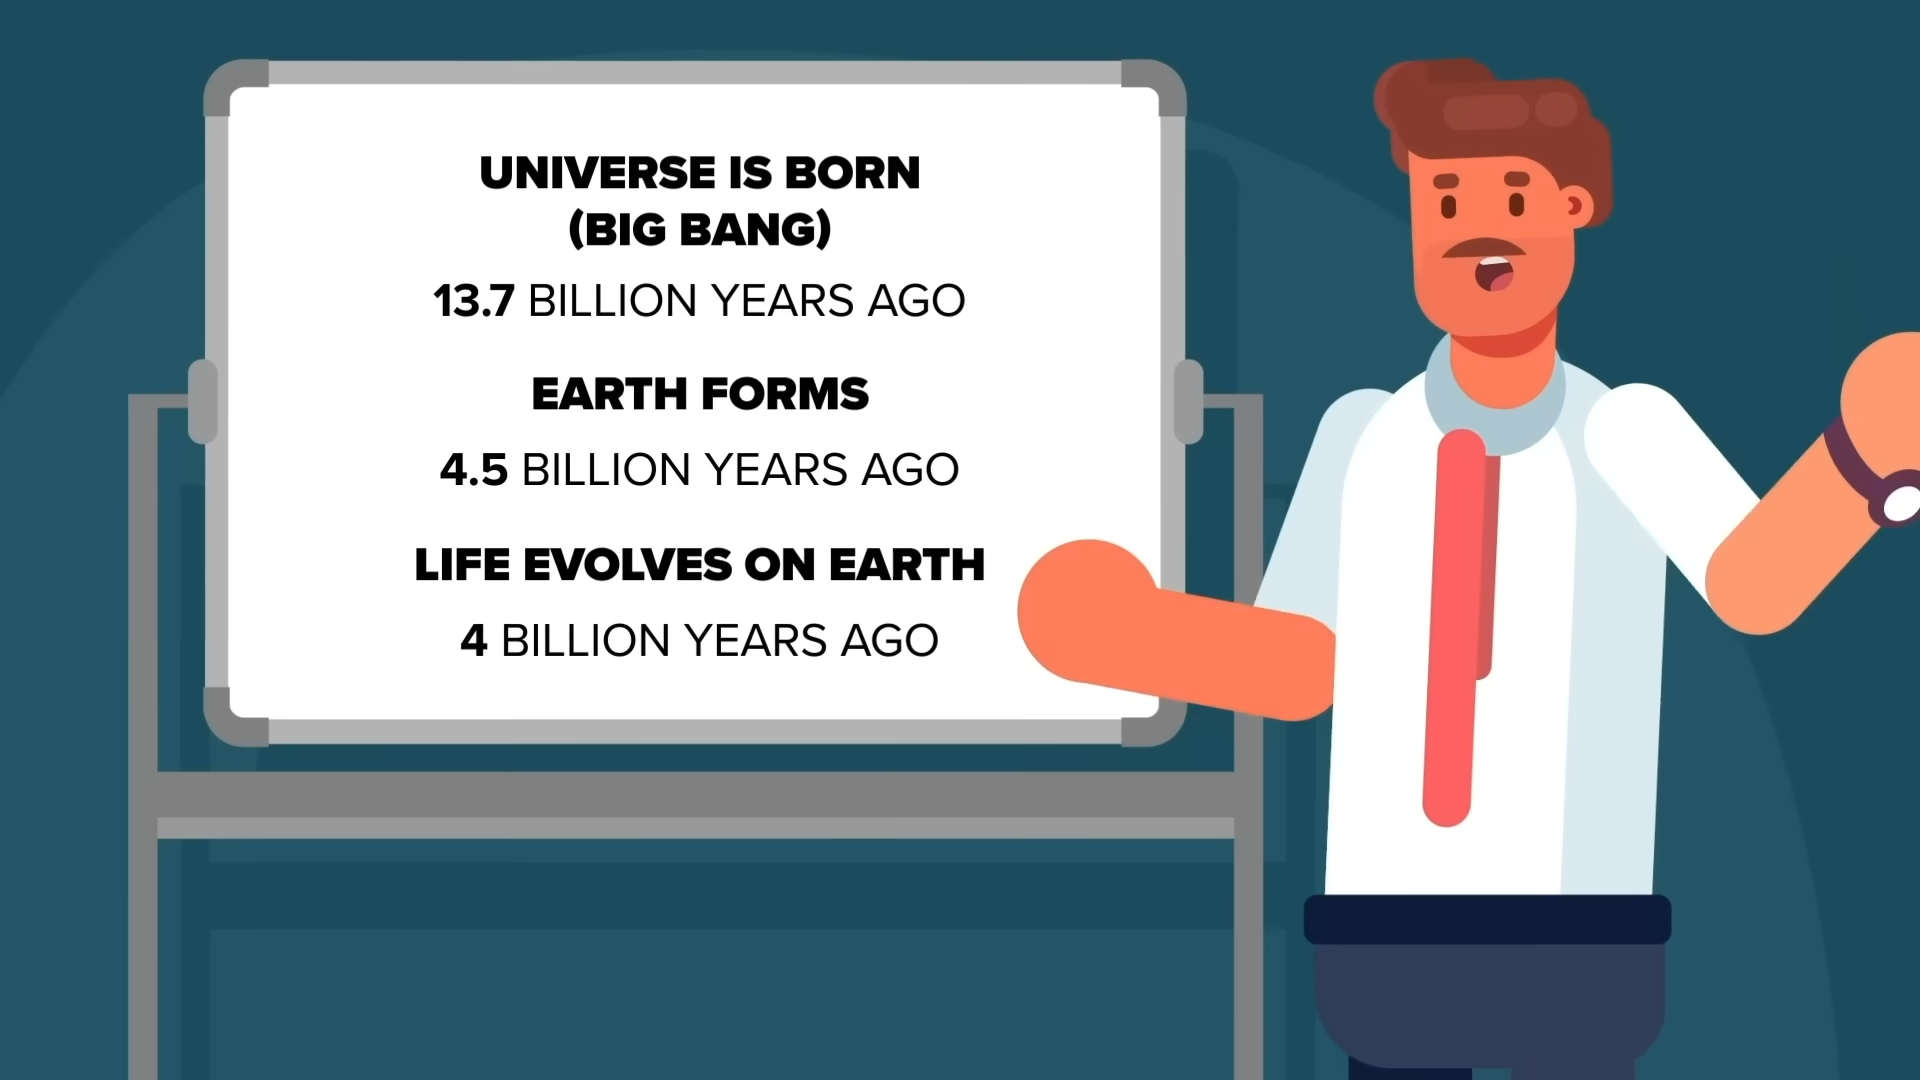 UNIVERSE IS BORN
(BIG BANG)
13.7 BILLION YEARS AGO
EARTH FORMS
4.5 BILLION YEARS AGO
LIFE EVOLVES ON EARTH
4 BILLION YEARS AGO